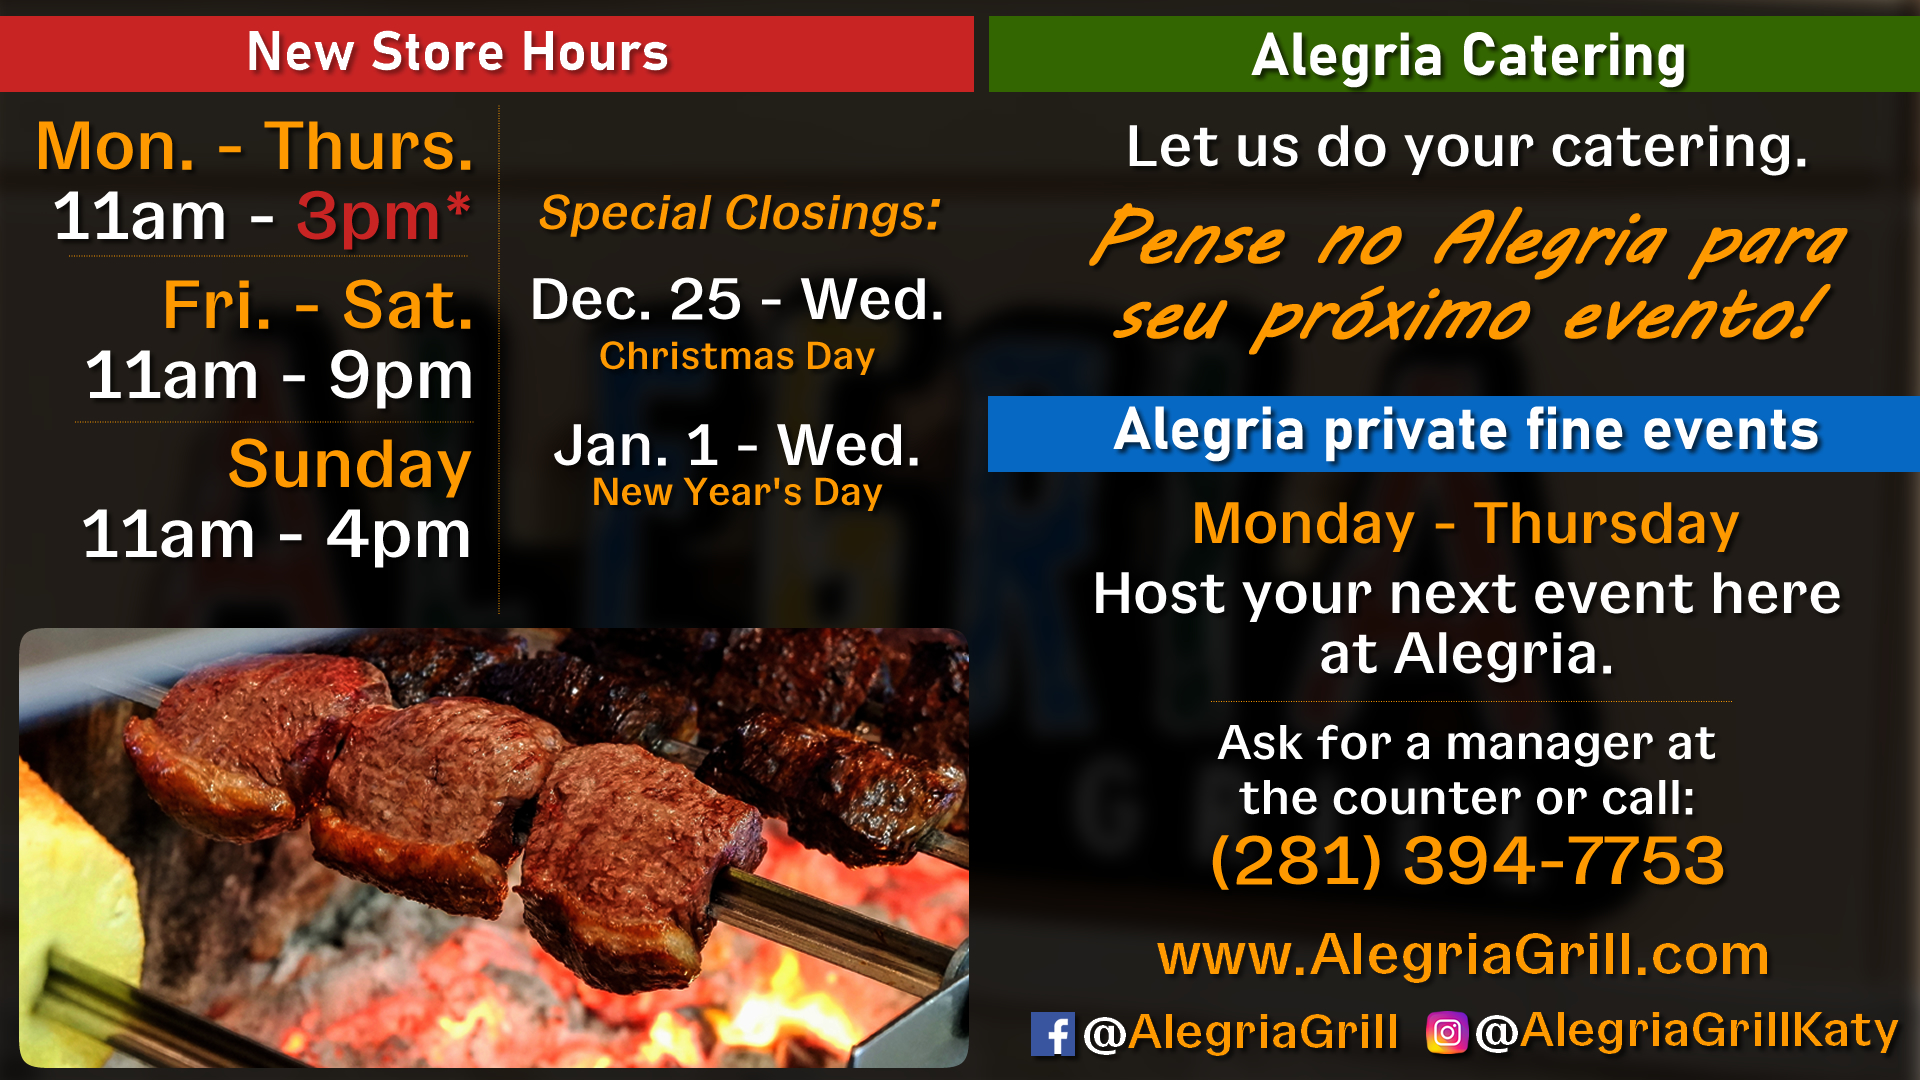 New Store Hours
Mon. - Thurs.
11am - 3pm*
Fri. - Sat.
11am - 9pm
Sunday
11am - 4pm
Special Closings:
Dec. 25 - Wed.
Christmas Day
Jan. 1 - Wed.
New Year's Day
Alegria Catering
Let us do your catering.
Pense no Alegria para
seu próximo evento!
Alegria private fine events
Monday - Thursday
Host your next event here
at Alegria.
Ask for a manager at
the counter or call:
(281) 394-7753
www.AlegriaGrill.com
@AlegriaGrill
@AlegriaGrillKaty